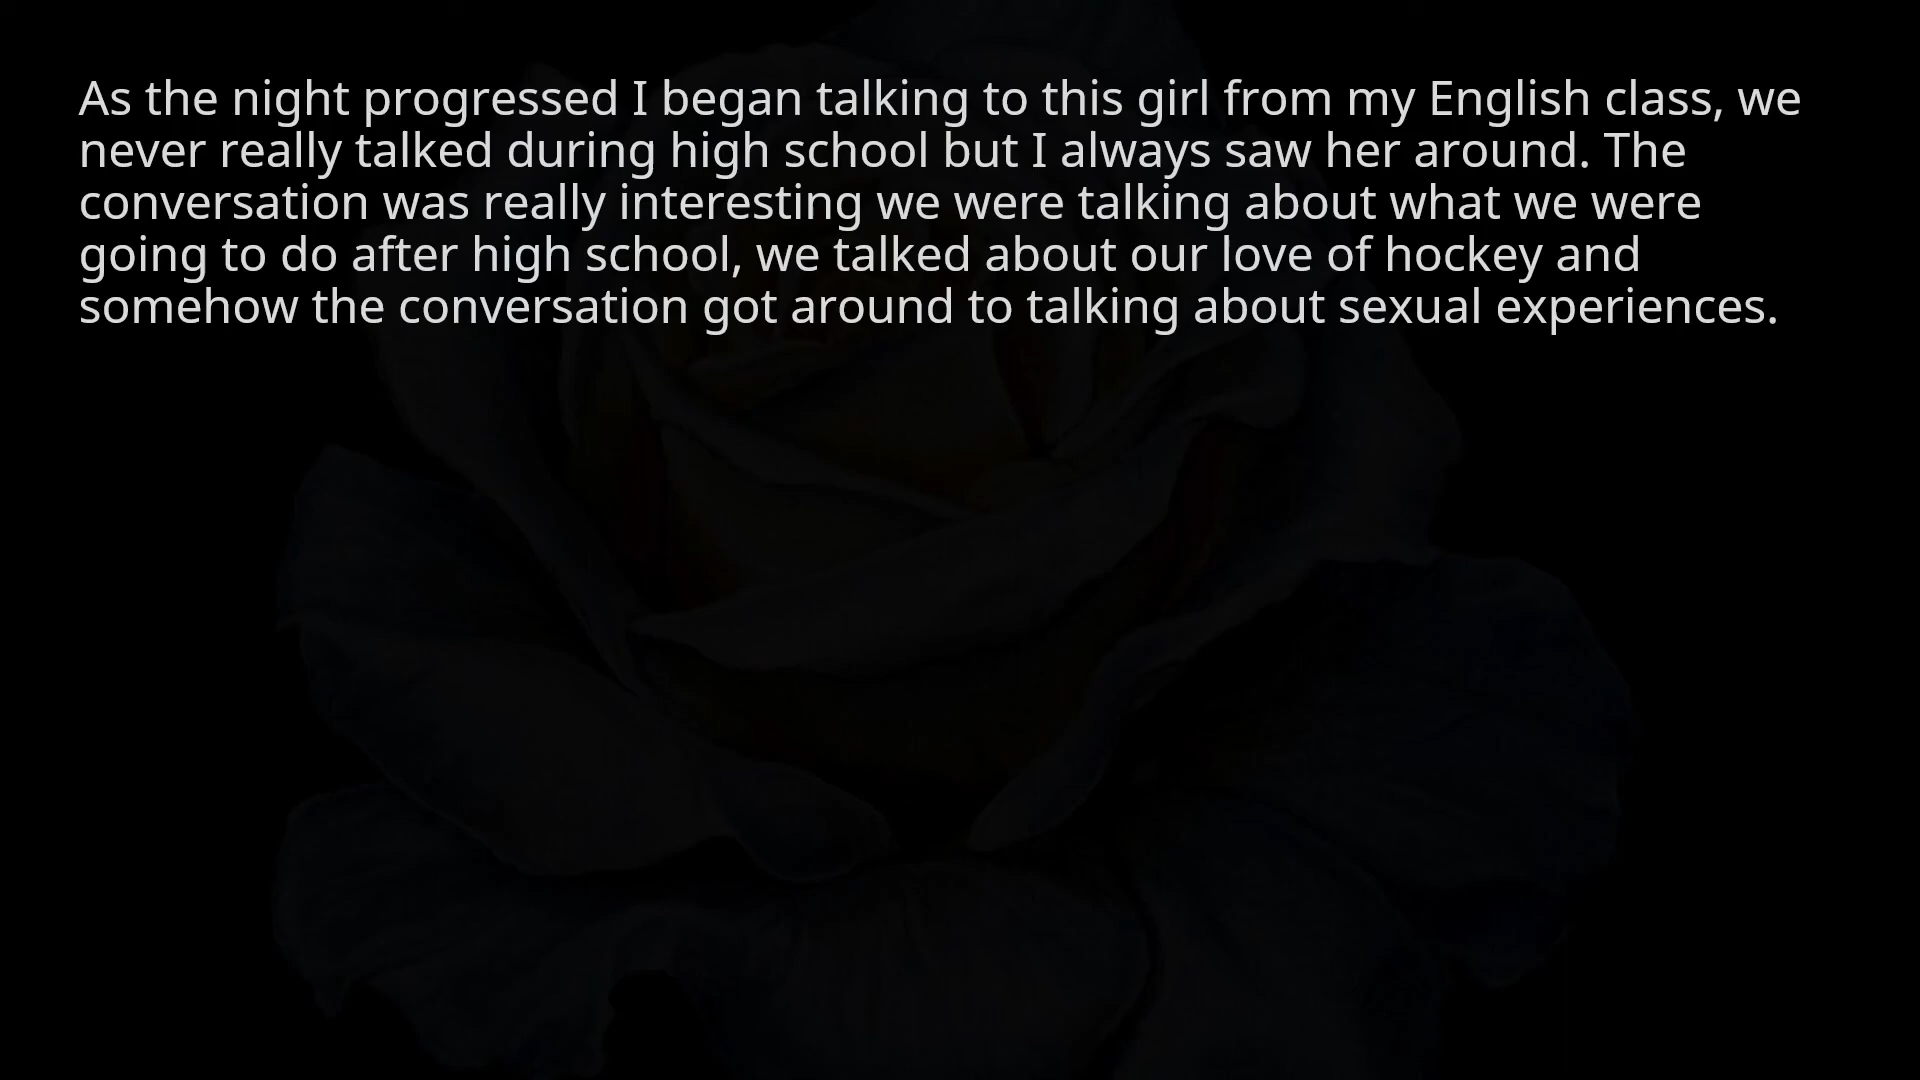 As the night progressed I began talking to this girl from my English class, we
never really talked during high school but I always saw her around. The
conversation was really interesting we were talking about what we were
going to do after high school, we talked about our love of hockey and
somehow the conversation got around to talking about sexual experiences.